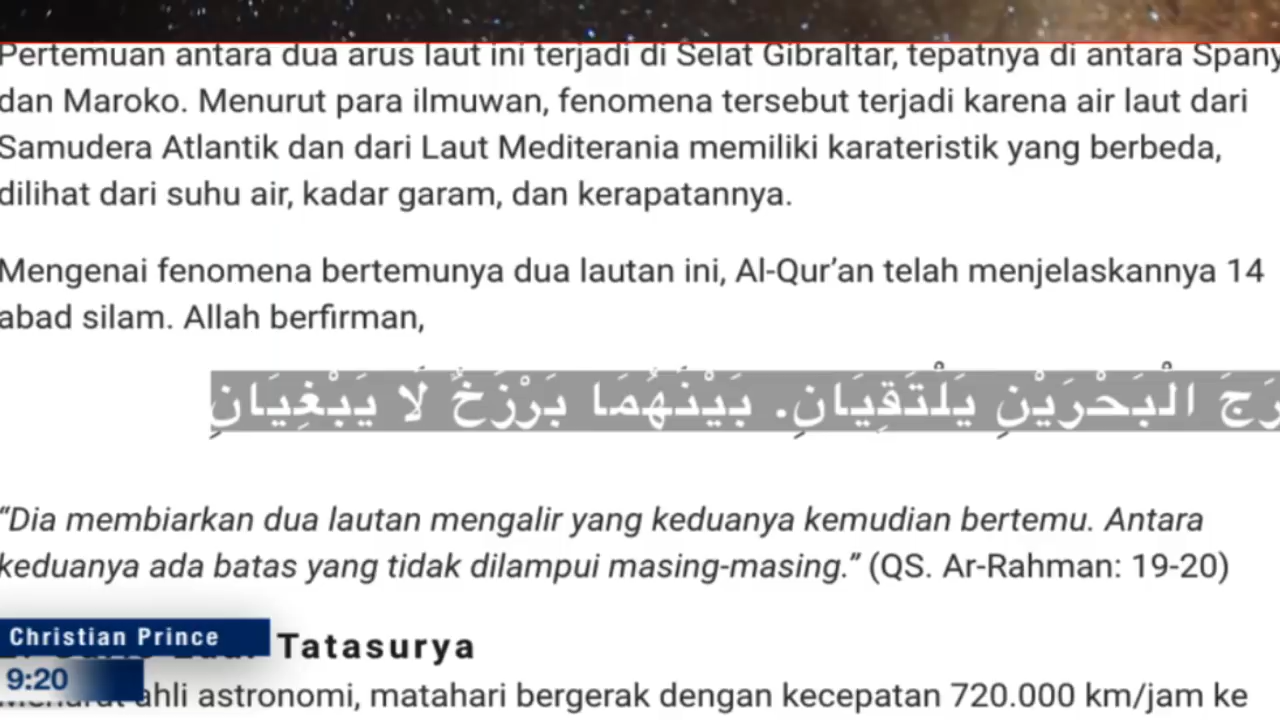 Pertemuan antara dua arus laut ini terjadi di Selat Gibraltar, tepatnya di antara Spany
dan Maroko. Menurut para ilmuwan, fenomena tersebut terjadi karena air laut dari
Samudera Atlantik dan dari Laut Mediterania memiliki karateristik yang berbeda,
dilihat dari suhu air, kadar garam, dan kerapatannya.
Mengenai fenomena bertemunya dua lautan ini, Al-Qur’an telah menjelaskannya 14
abad silam. Allah berfirman,
رَجَ الْبَحْرَيْنِ يَلْتَقِيَانِ. بَيْنَهُمَا بَرْزَخٌ لَا يَبْغِيَانِ
“Dia membiarkan dua lautan mengalir yang keduanya kemudian bertemu. Antara
keduanya ada batas yang tidak dilampui masing-masing.” (QS. Ar-Rahman: 19-20)
Christian Prince
Tatasurya
9:20
ahli astronomi, matahari bergerak dengan kecepatan 720.000 km/jam ke